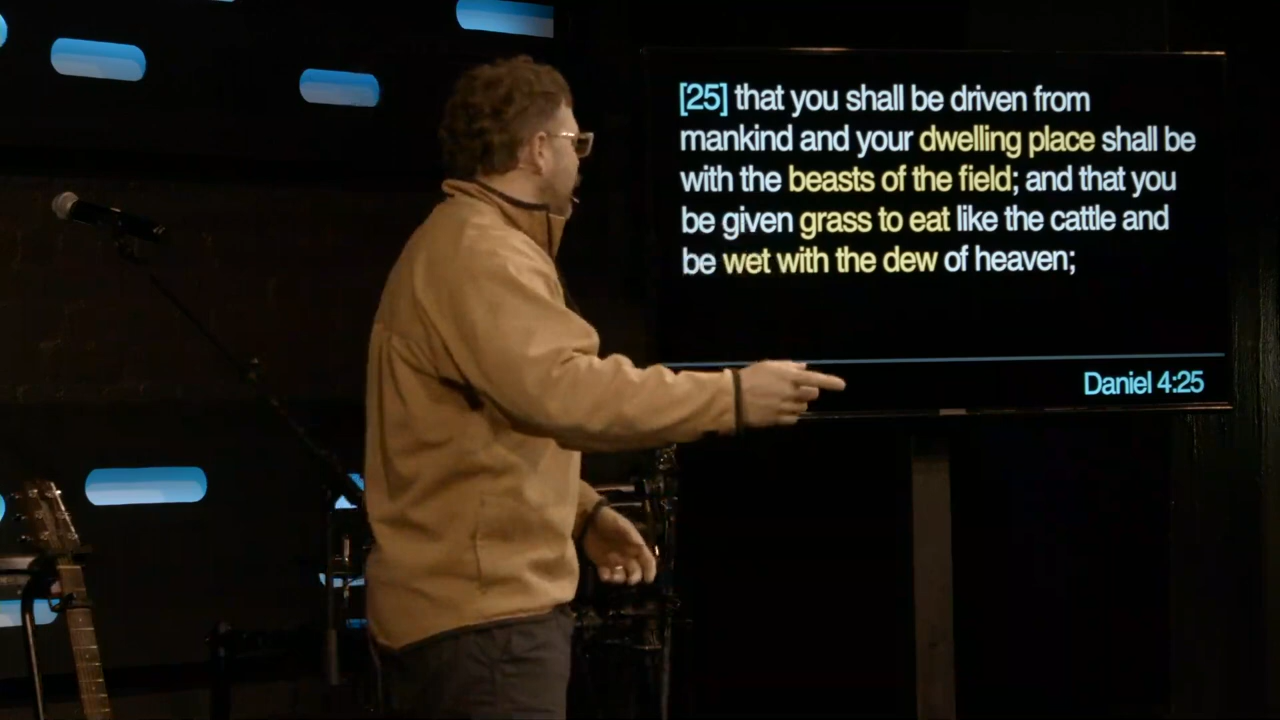 [25] that you shall be driven from
mankind and your dwelling place shall be
with the beasts of the field; and that you
be given grass to eat like the cattle and
be wet with the dew of heaven;
Daniel 4:25